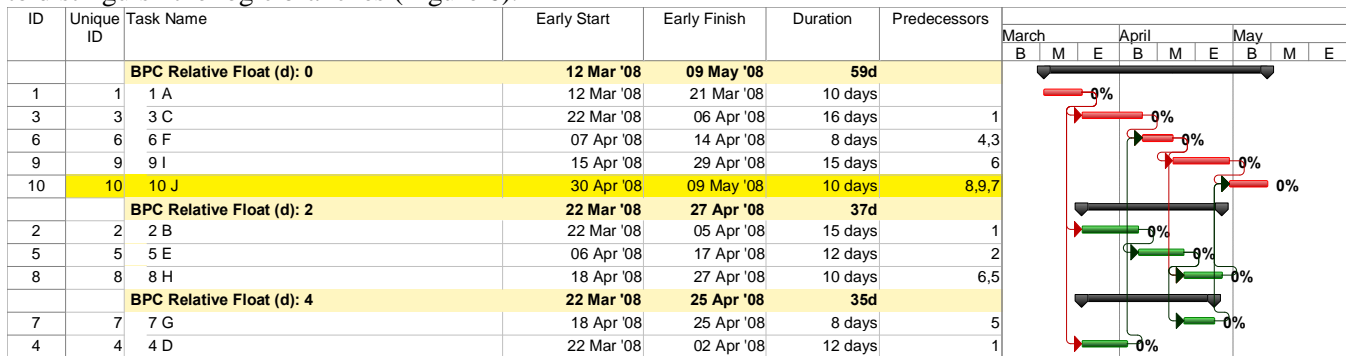 ID Unique ID Task Name Early Start Early Finish Duration Predecessors
March April May
B M E B M E B M E
BPC Relative Float (d): 0 12 Mar '08 09 May '08 59d
1 1 1 A 12 Mar '08 21 Mar '08 10 days 0%
3 3 3 C 22 Mar '08 06 Apr '08 16 days 1 0%
6 6 6 F 07 Apr '08 14 Apr '08 8 days 4,3 0%
9 9 9 I 15 Apr '08 29 Apr '08 15 days 6 0%
10 10 10 J 30 Apr '08 09 May '08 10 days 8,9,7 0%
BPC Relative Float (d): 2 22 Mar '08 27 Apr '08 37d
2 2 2 B 22 Mar '08 05 Apr '08 15 days 1 0%
5 5 5 E 06 Apr '08 17 Apr '08 12 days 2 0%
8 8 8 H 18 Apr '08 27 Apr '08 10 days 6,5 0%
BPC Relative Float (d): 4 22 Mar '08 25 Apr '08 35d
7 7 7 G 18 Apr '08 25 Apr '08 8 days 5 0%
4 4 4 D 22 Mar '08 02 Apr '08 12 days 1 0%